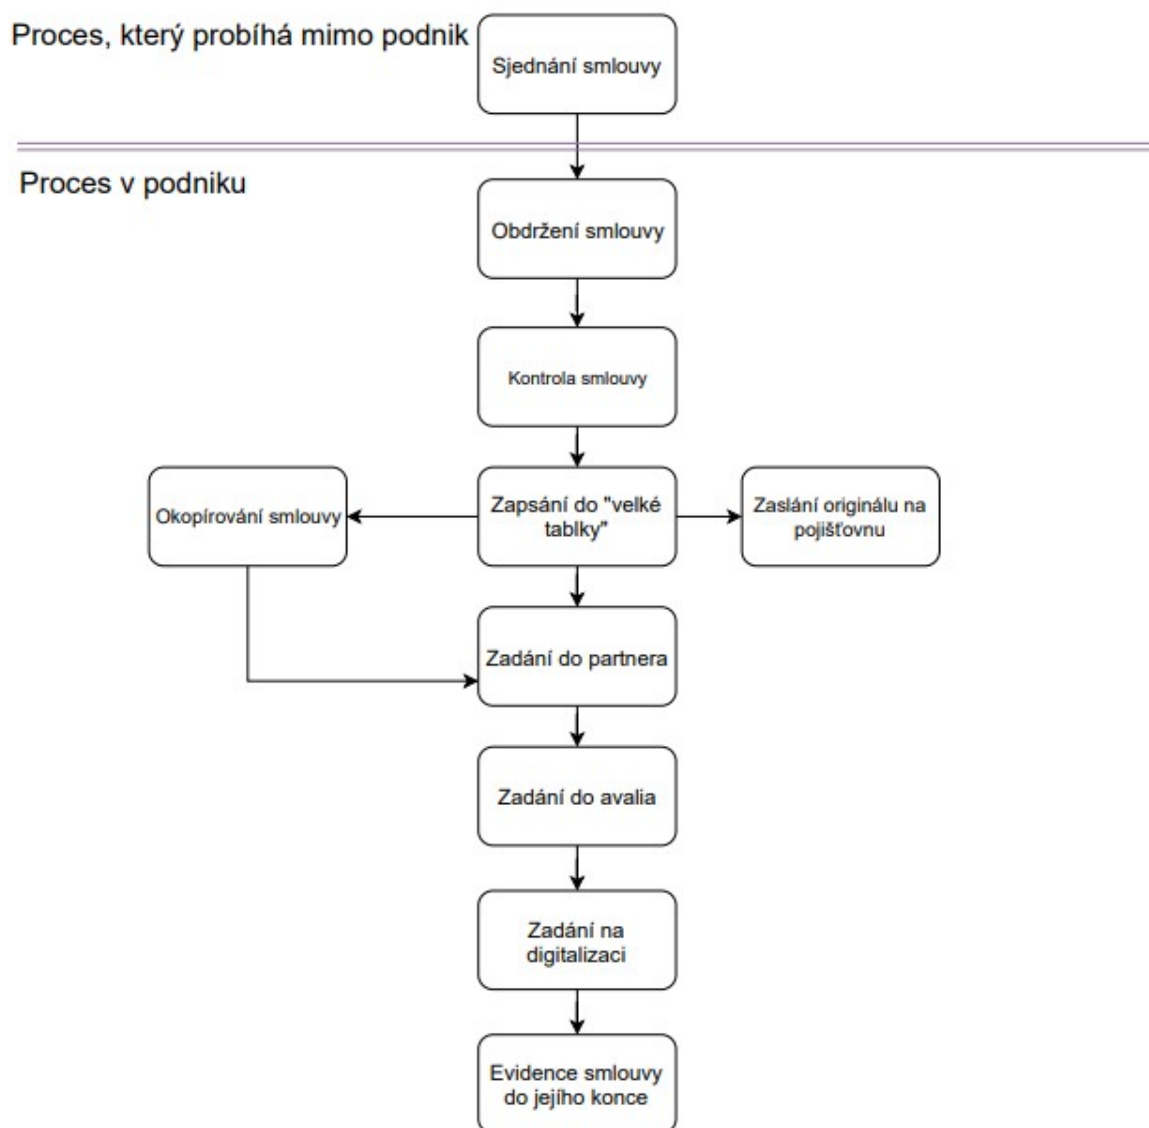 Proces, který probíhá mimo podnik
Sjednání smlouvy
Proces v podniku
Obdržení smlouvy
Kontrola smlouvy
Okopírování smlouvy
Zapsání do "velké
tablky"
Zaslání originálu na
pojišťovnu
Zadání do partnera
Zadání do avalia
Zadání na
digitalizaci
Evidence smlouvy
do jejího konce